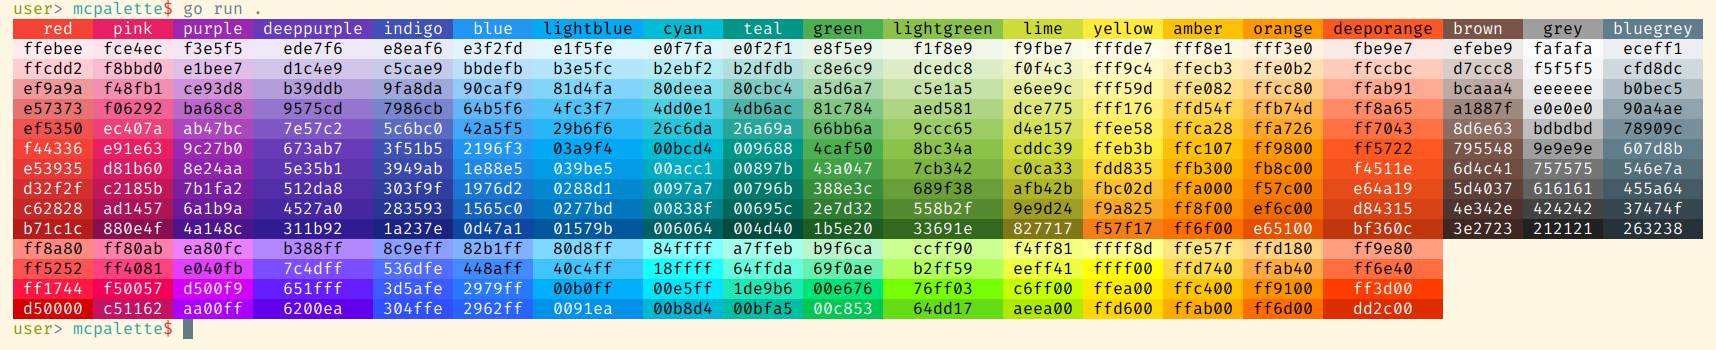 user> mcpalette$ go run .
red pink purple deeppurple indigo blue lightblue cyan teal green lightgreen lime yellow amber orange deeporange brown grey bluegrey
ffebee fce4ec f3e5f5 ede7f6 e8eaf6 e3f2fd e1f5fe e0f7fa e0f2f1 e8f5e9 f1f8e9 f9fbe7 fffde7 fff8e1 fff3e0 fbe9e7 efebe9 fafafa eceff1
ffcdd2 f8bbd0 e1bee7 d1c4e9 c5cae9 bbdefb b3e5fc b2ebf2 b2dfdb c8e6c9 dcedc8 f0f4c3 fff9c4 ffecb3 ffe0b2 ffccbc d7ccc8 f5f5f5 cfd8dc
ef9a9a f48fb1 ce93d8 b39ddb 9fa8da 90caf9 81d4fa 80deea 80cbc4 a5d6a7 c5e1a5 e6ee9c fff59d ffe082 ffcc80 ffab91 bcaaa4 eeeeee b0bec5
e57373 f06292 ba68c8 9575cd 7986cb 64b5f6 4fc3f7 4dd0e1 4db6ac 81c784 aed581 dce775 fff176 ffd54f ffb74d ff8a65 a1887f e0e0e0 90a4ae
ef5350 ec407a ab47bc 7e57c2 5c6bc0 42a5f5 29b6f6 26c6da 26a69a 66bb6a 9ccc65 d4e157 ffee58 ffca28 ffa726 ff7043 8d6e63 bdbdbd 78909c
f44336 e91e63 9c27b0 673ab7 3f51b5 2196f3 03a9f4 00bcd4 009688 4caf50 8bc34a cddc39 ffeb3b ffc107 ff9800 ff5722 795548 9e9e9e 607d8b
e53935 d81b60 8e24aa 5e35b1 3949ab 1e88e5 039be5 00acc1 00897b 43a047 7cb342 c0ca33 fdd835 ffb300 fb8c00 f4511e 6d4c41 757575 546e7a
d32f2f c2185b 7b1fa2 512da8 303f9f 1976d2 0288d1 0097a7 00796b 388e3c 689f38 afb42b fbc02d ffa000 f57c00 e64a19 5d4037 616161 455a64
c62828 ad1457 6a1b9a 4527a0 283593 1565c0 0277bd 00838f 00695c 2e7d32 558b2f 9e9d24 f9a825 ff8f00 ef6c00 d84315 4e342e 424242 37474f
b71c1c 880e4f 4a148c 311b92 1a237e 0d47a1 01579b 006064 004d40 1b5e20 33691e 827717 f57f17 ff6f00 e65100 bf360c 3e2723 212121 263238
ff8a80 ff80ab ea80fc b388ff 8c9eff 82b1ff 80d8ff 84ffff a7ffeb b9f6ca ccff90 f4ff81 ffff8d ffe57f ffd180 ff9e80
ff5252 ff4081 e040fb 7c4dff 536dfe 448aff 40c4ff 18ffff 64ffda 69f0ae b2ff59 eeff41 ffff00 ffd740 ffab40 ff6e40
ff1744 f50057 d500f9 651fff 3d5afe 2979ff 00b0ff 00e5ff 1de9b6 00e676 76ff03 c6ff00 ffea00 ffc400 ff9100 ff3d00
d50000 c51162 aa00ff 6200ea 304ffe 2962ff 0091ea 00b8d4 00bfa5 00c853 64dd17 aeea00 ffd600 ffab00 ff6d00 dd2c00
user> mcpalette$